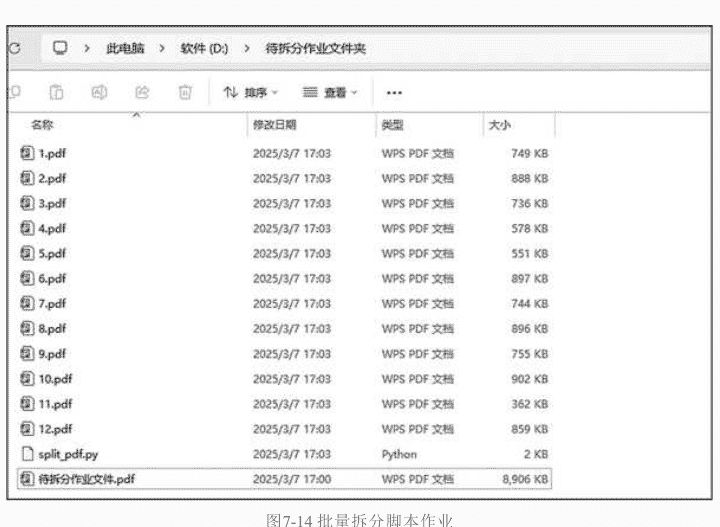 此电脑 > 软件 (D:) > 待拆分作业文件夹
排序 查看 •••
名称 修改日期 类型 大小
1.pdf 2025/3/7 17:03 WPS PDF 文档 749 KB
2.pdf 2025/3/7 17:03 WPS PDF 文档 888 KB
3.pdf 2025/3/7 17:03 WPS PDF 文档 736 KB
4.pdf 2025/3/7 17:03 WPS PDF 文档 578 KB
5.pdf 2025/3/7 17:03 WPS PDF 文档 551 KB
6.pdf 2025/3/7 17:03 WPS PDF 文档 897 KB
7.pdf 2025/3/7 17:03 WPS PDF 文档 744 KB
8.pdf 2025/3/7 17:03 WPS PDF 文档 896 KB
9.pdf 2025/3/7 17:03 WPS PDF 文档 755 KB
10.pdf 2025/3/7 17:03 WPS PDF 文档 902 KB
11.pdf 2025/3/7 17:03 WPS PDF 文档 362 KB
12.pdf 2025/3/7 17:03 WPS PDF 文档 859 KB
split_pdf.py 2025/3/7 17:03 Python 2 KB
待拆分作业文件.pdf 2025/3/7 17:00 WPS PDF 文档 8,906 KB
图7-14 批量拆分脚本作业